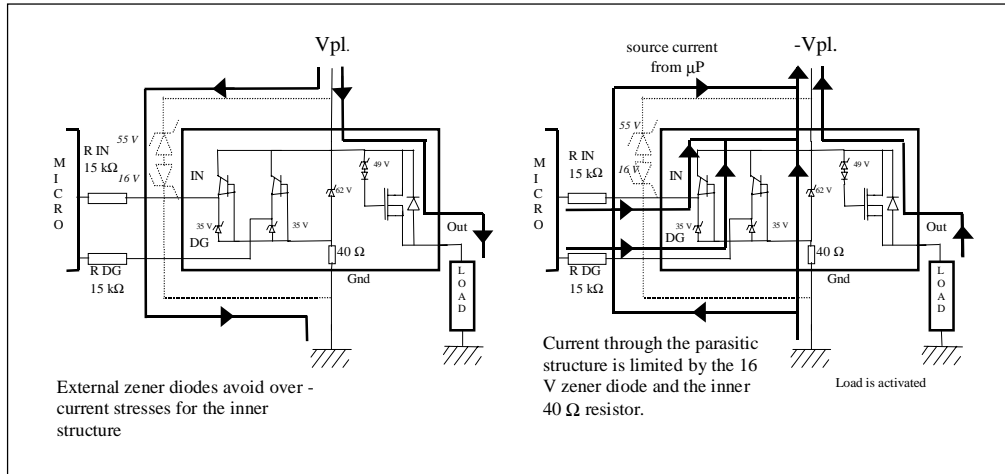 Vpl.
55 V
16 V
M
I
C
R
O
R IN
15 kΩ
IN
49 V
62 V
35 V
35 V
DG
40 Ω
Out
R DG
15 kΩ
Gnd
L
O
A
D
External zener diodes avoid over -
current stresses for the inner
structure
source current
from µP
-Vpl.
55 V
16 V
M
I
C
R
O
R IN
15 kΩ
IN
49 V
62 V
35 V
35 V
DG
40 Ω
Out
R DG
15 kΩ
Gnd
L
O
A
D
Current through the parasitic
structure is limited by the 16
V zener diode and the inner
40 Ω resistor.
Load is activated